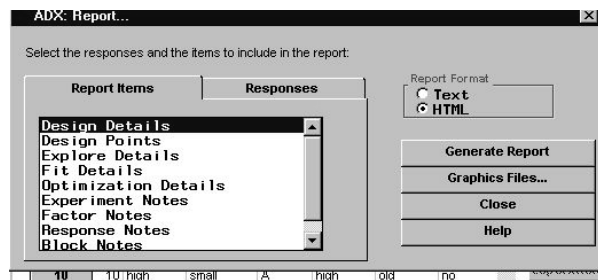 ADX: Report...
Select the responses and the items to include in the report:
Report Items
Responses
Design Details
Design Points
Explore Details
Fit Details
Optimization Details
Experiment Notes
Factor Notes
Response Notes
Block Notes
Report Format
Text
HTML
Generate Report
Graphics Files...
Close
Help
10 10 high small A high old no